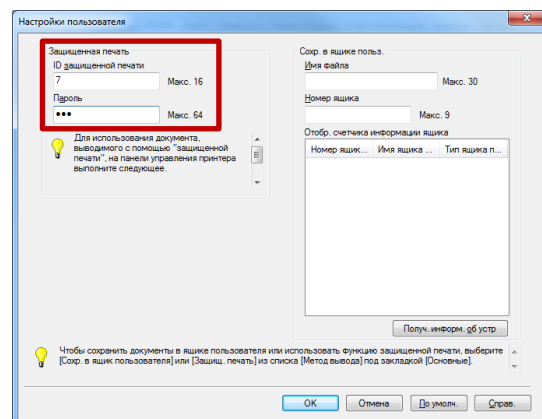 Настройки пользователя
Защищенная печать
ID защищенной печати
7
Макс. 16
Пароль
•••
Макс. 64
Для использования документа,
выводимого с помощью "защищенной
печати", на панели управления принтера
выполните следующее.
Сохр. в ящике польз.
Имя файла
Макс. 30
Номер ящика
Макс. 9
Отобр. счетчика информации ящика
Номер ящик... Имя ящика ... Тип ящика п...
Получ. информ. об устр
Чтобы сохранить документы в ящике пользователя или использовать функцию защищенной печати, выберите
[Сохр. в ящик пользователя] или [Защищ. печать] из списка [Метод вывода] под закладкой [Основные].
OK
Отмена
По умолч.
Справ.